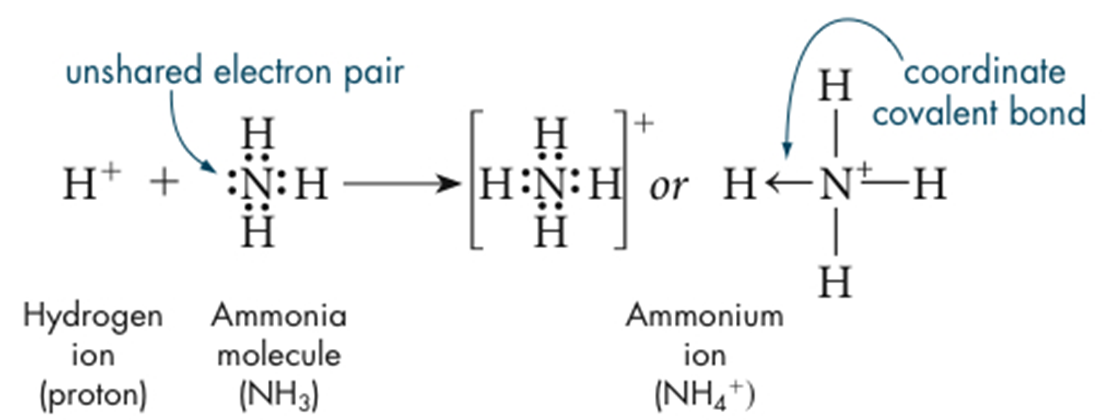 unshared electron pair
coordinate
covalent bond
H⁺ + :N:H ⟶ [H:N:H]⁺ or H←N⁺—H
H H H
H H H
Hydrogen
ion
(proton)
Ammonia
molecule
(NH₃)
Ammonium
ion
(NH₄⁺)